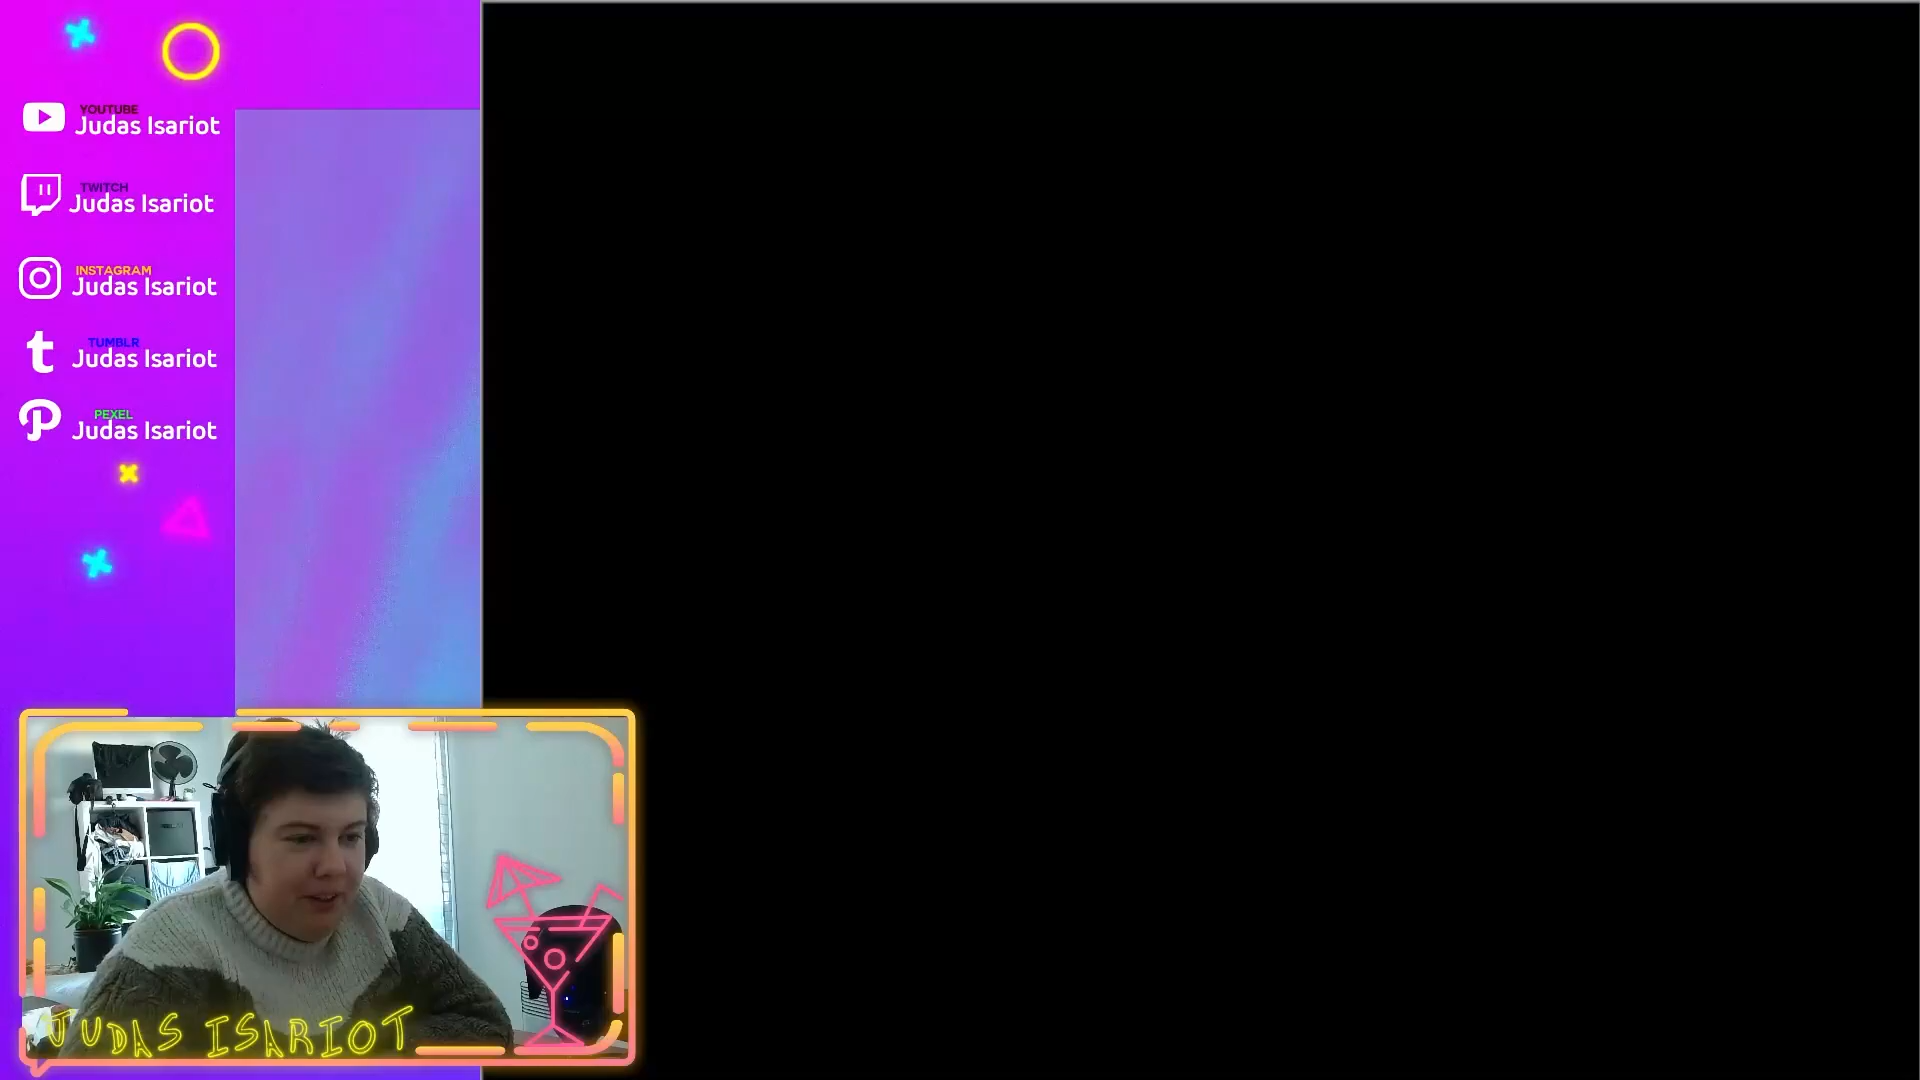 YOUTUBE
Judas Isariot
TWITCH
Judas Isariot
INSTAGRAM
Judas Isariot
TUMBLR
Judas Isariot
PEXEL
Judas Isariot
JUDAS ISARIOT